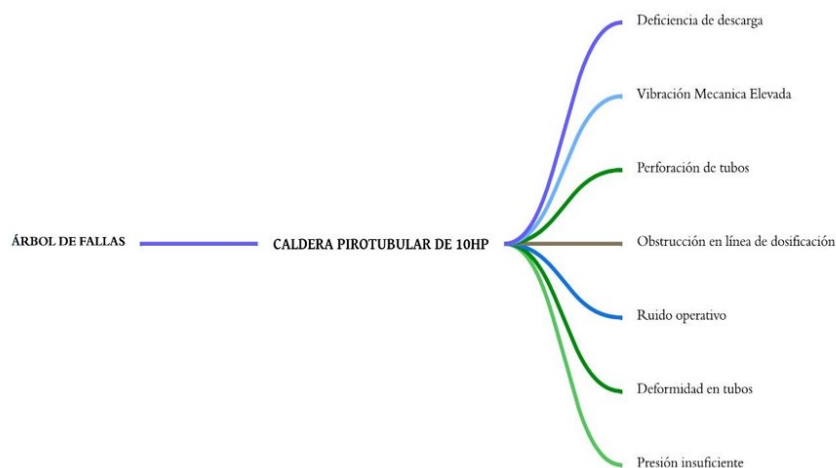 Deficiencia de descarga
Vibración Mecanica Elevada
Perforación de tubos
ÁRBOL DE FALLAS
CALDERA PIROTUBULAR DE 10HP
Obstrucción en línea de dosificación
Ruido operativo
Deformidad en tubos
Presión insuficiente